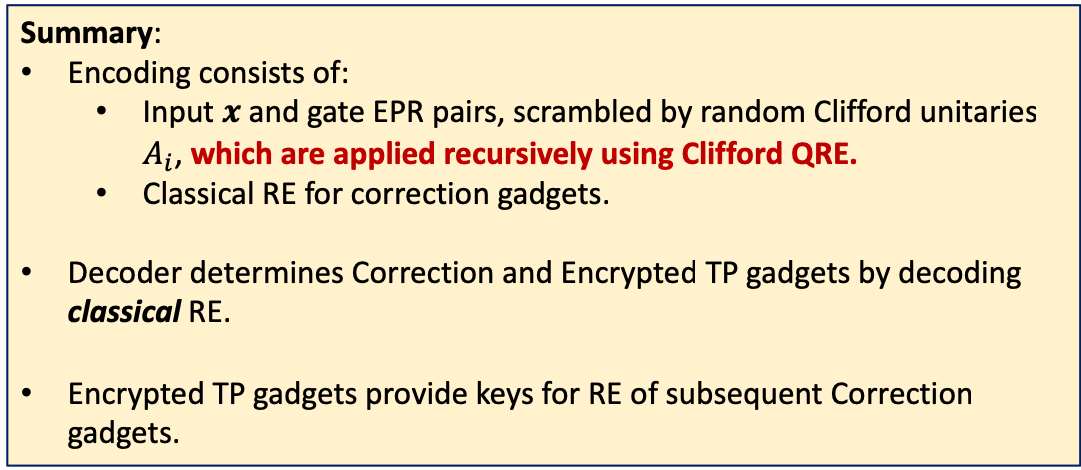 Summary:
• Encoding consists of:
• Input x and gate EPR pairs, scrambled by random Clifford unitaries
A_i, which are applied recursively using Clifford QRE.
• Classical RE for correction gadgets.
• Decoder determines Correction and Encrypted TP gadgets by decoding
classical RE.
• Encrypted TP gadgets provide keys for RE of subsequent Correction
gadgets.